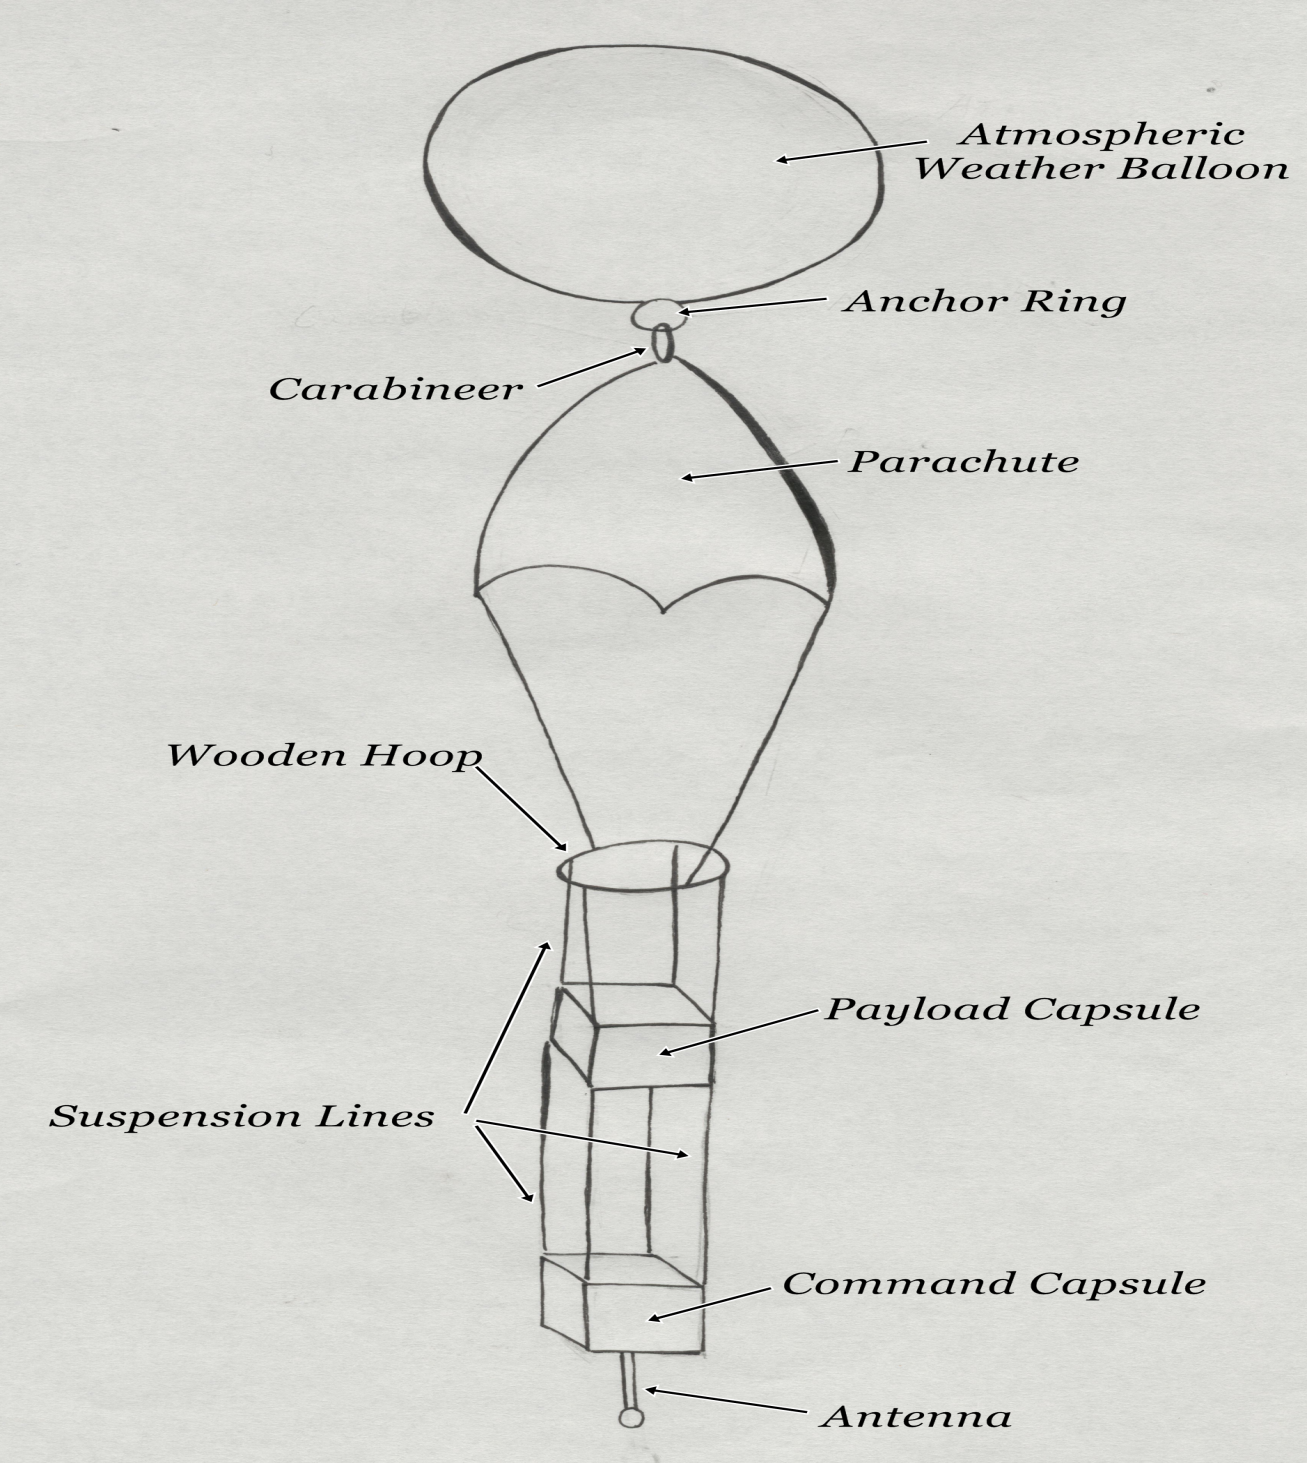 Atmospheric
Weather Balloon
Anchor Ring
Carabineer
Parachute
Wooden Hoop
Payload Capsule
Suspension Lines
Command Capsule
Antenna